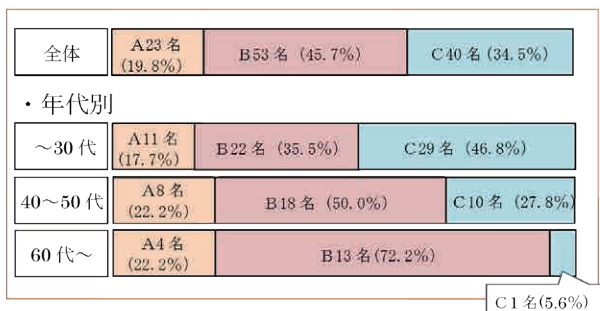 全体
A23名
(19.8%)
B53名(45.7%)
C40名(34.5%)
・年代別
～30代
A11名
(17.7%)
B22名(35.5%)
C29名(46.8%)
40～50代
A8名
(22.2%)
B18名(50.0%)
C10名(27.8%)
60代～
A4名
(22.2%)
B13名(72.2%)
C1名(5.6%)